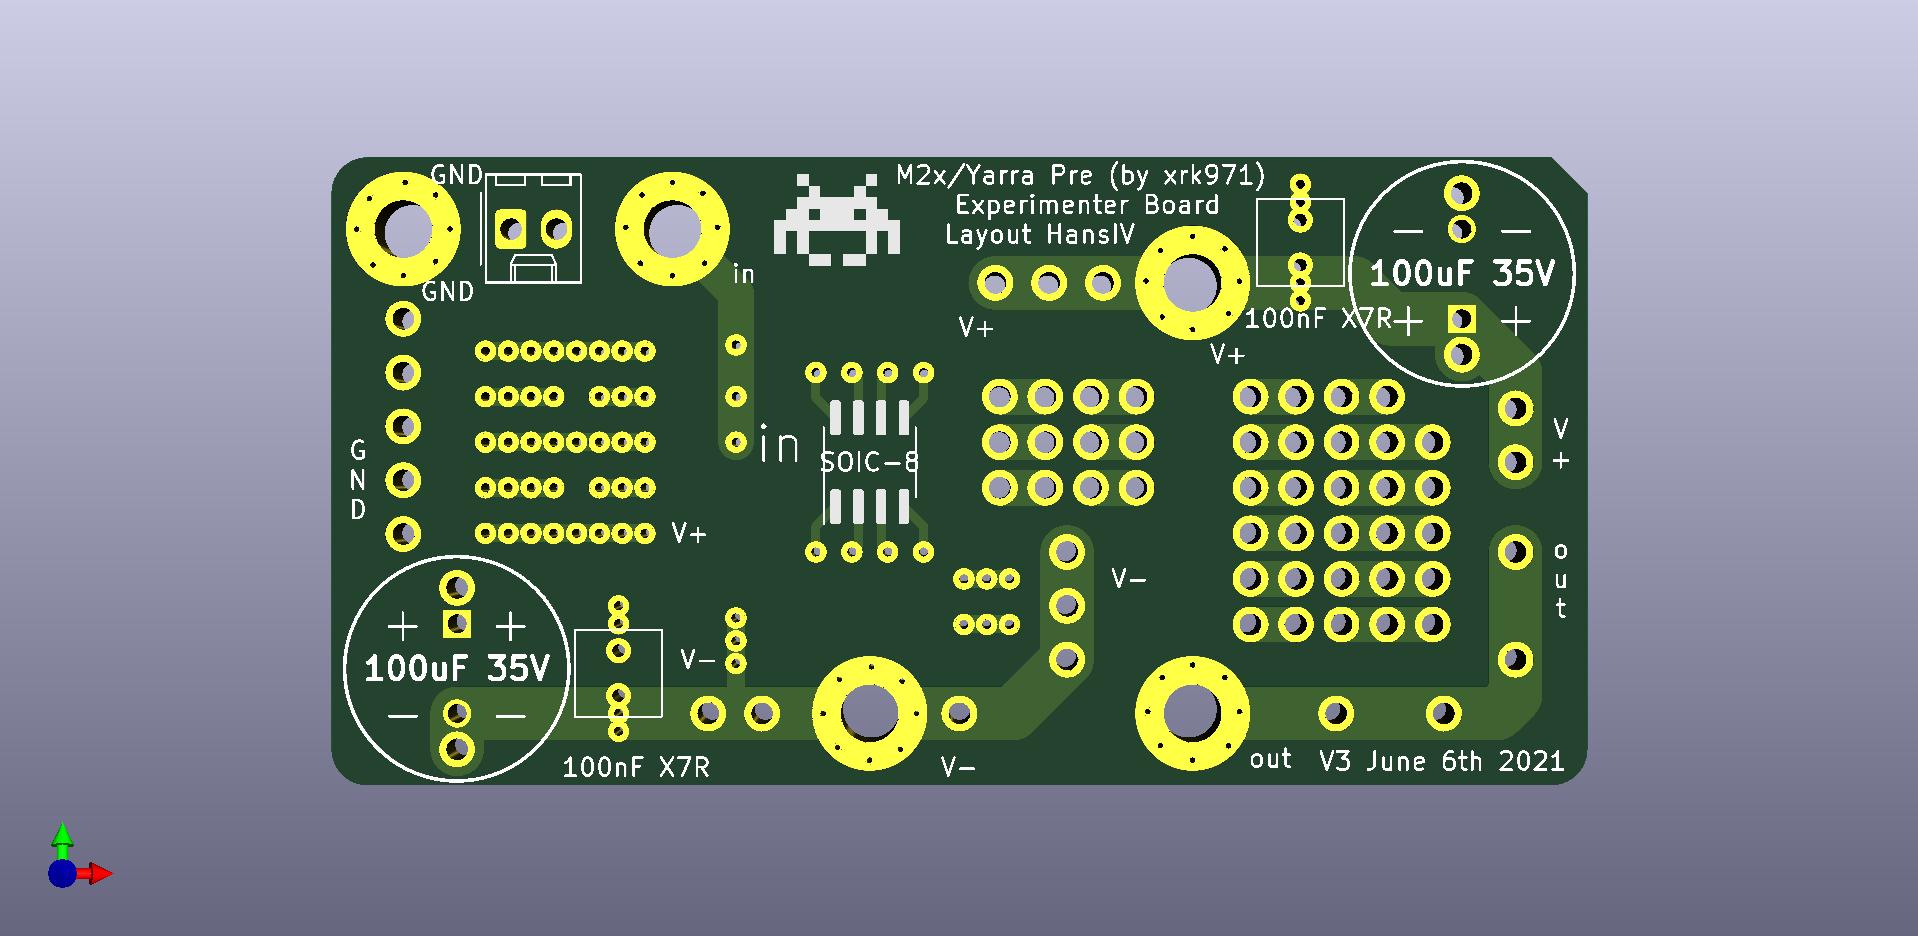 GND
M2x/Yarra Pre (by xrk971)
Experimenter Board
Layout HansIV
in
100uF 35V
- -
GND
V+
100nF X7R
+ +
V+
in
SOIC-8
G
N
D
V
+
V+
V-
o
u
t
+ +
100uF 35V
V-
- -
100nF X7R
V-
out
V3 June 6th 2021